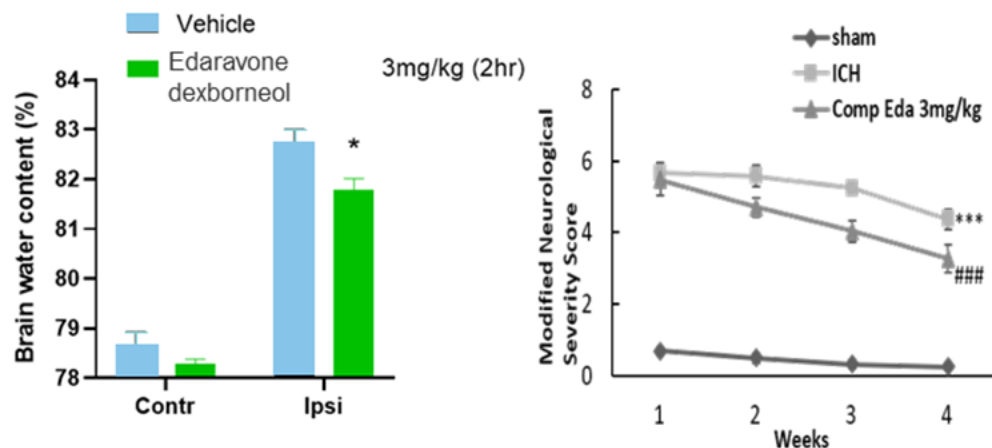 Vehicle
Edaravone
dexborneol
3mg/kg (2hr)
Brain water content (%)
84
83
82
81
80
79
78
*
Contr
Ipsi
sham
ICH
Comp Eda 3mg/kg
Modified Neurological
Severity Score
8
6
4
2
0
***
###
1 2 3 4
Weeks